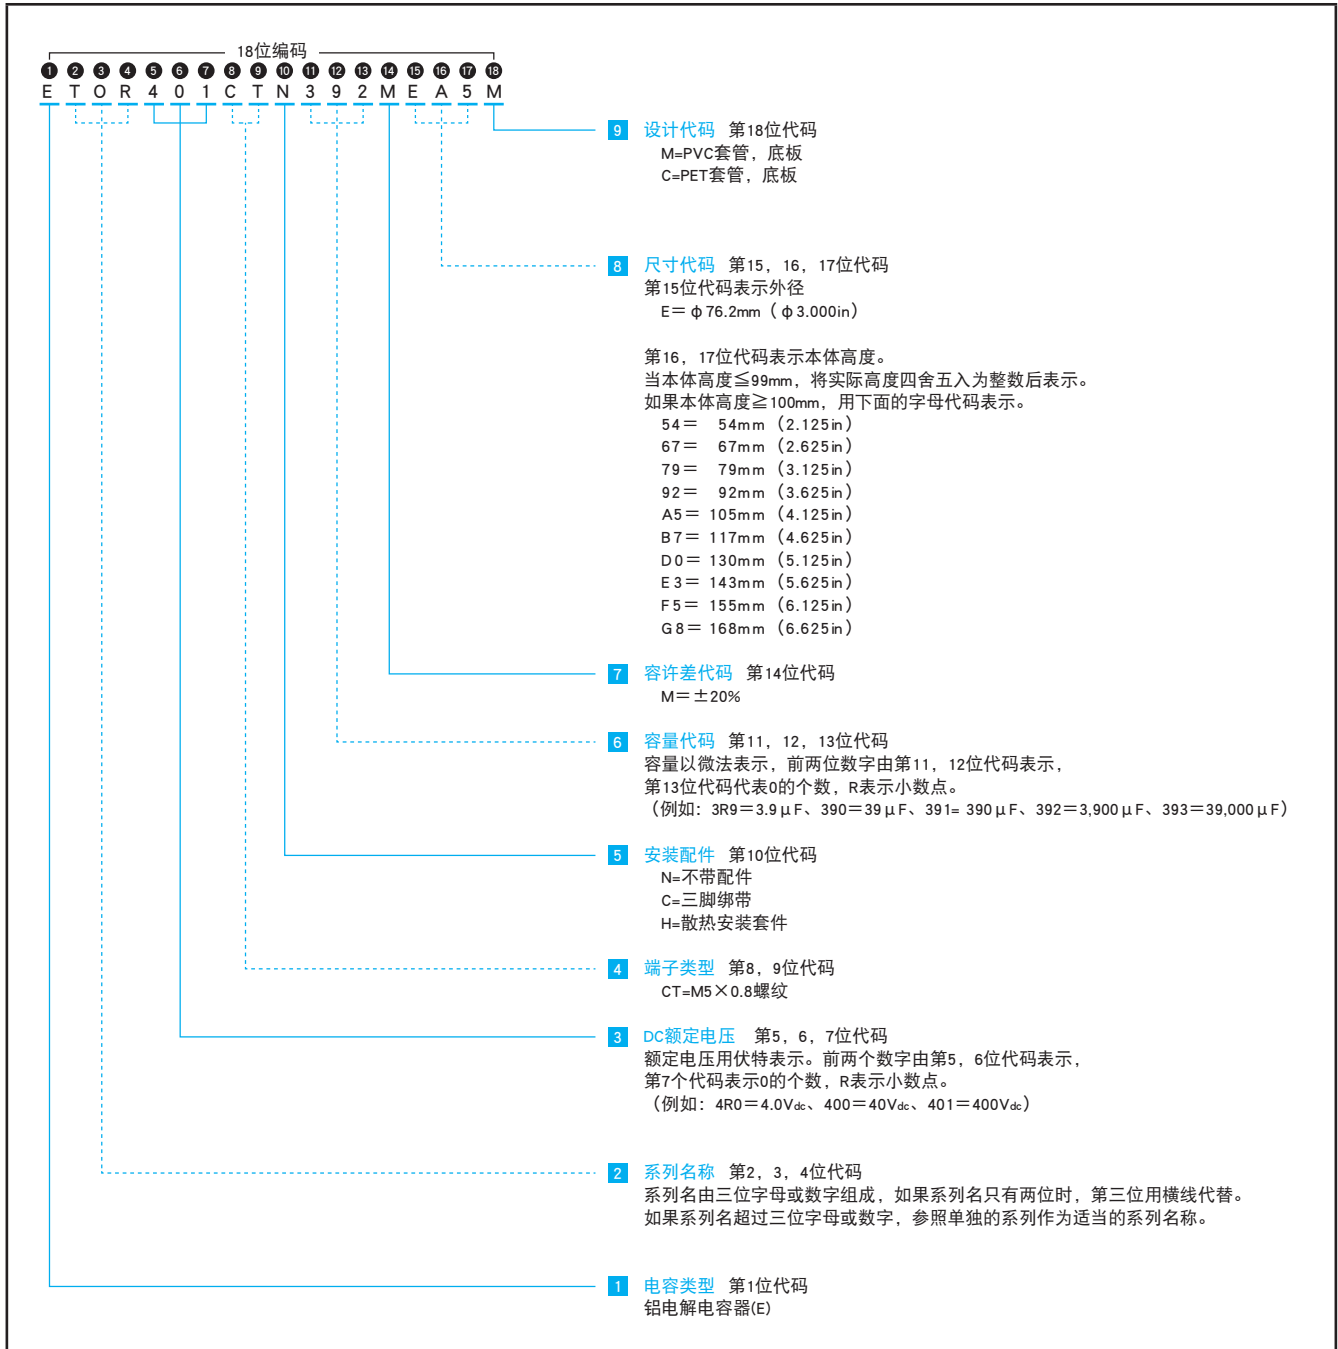 18位编码
1 2 3 4 5 6 7 8 9 10 11 12 13 14 15 16 17 18
E T O R 4 0 1 C T N 3 9 2 M E A 5 M
9 设计代码 第18位代码
M=PVC套管，底板
C=PET套管，底板
8 尺寸代码 第15，16，17位代码
第15位代码表示外径
E＝φ76.2mm（φ3.000in）
第16，17位代码表示本体高度。
当本体高度≦99mm，将实际高度四舍五入为整数后表示。
如果本体高度≧100mm，用下面的字母代码表示。
54＝ 54mm（2.125in）
67＝ 67mm（2.625in）
79＝ 79mm（3.125in）
92＝ 92mm（3.625in）
A5＝105mm（4.125in）
B7＝117mm（4.625in）
D0＝130mm（5.125in）
E3＝143mm（5.625in）
F5＝155mm（6.125in）
G8＝168mm（6.625in）
7 容许差代码 第14位代码
M＝±20%
6 容量代码 第11，12，13位代码
容量以微法表示，前两位数字由第11，12位代码表示，
第13位代码代表0的个数，R表示小数点。
（例如：3R9＝3.9μF、390＝39μF、391= 390μF、392＝3,900μF、393＝39,000μF）
5 安装配件 第10位代码
N=不带配件
C=三脚绑带
H=散热安装套件
4 端子类型 第8，9位代码
CT=M5×0.8螺纹
3 DC额定电压 第5，6，7位代码
额定电压用伏特表示。前两个数字由第5，6位代码表示，
第7个代码表示0的个数，R表示小数点。
（例如：4R0＝4.0Vdc、400＝40Vdc、401＝400Vdc）
2 系列名称 第2，3，4位代码
系列名由三位字母或数字组成，如果系列名只有两位时，第三位用横线代替。
如果系列名超过三位字母或数字，参照单独的系列作为适当的系列名称。
1 电容类型 第1位代码
铝电解电容器(E)